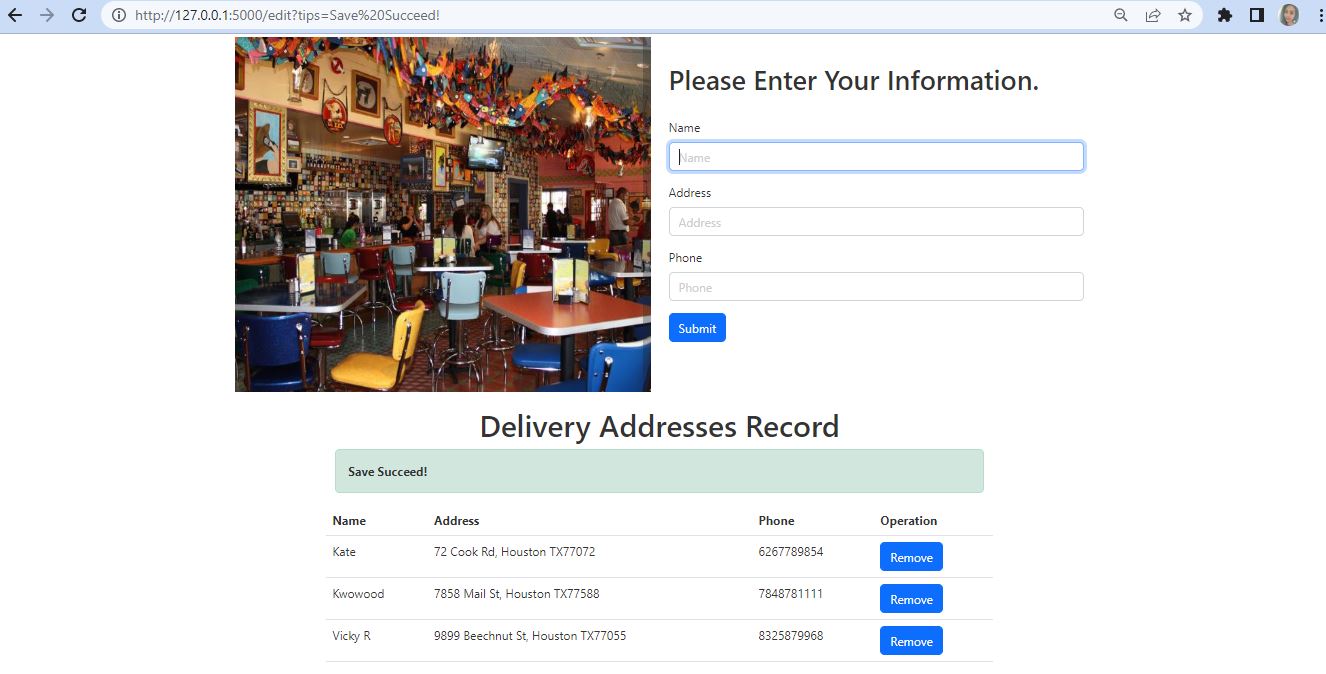 http://127.0.0.1:5000/edit?tips=Save%20Succeed!
Please Enter Your Information.
Name
Name
Address
Address
Phone
Phone
Submit
Delivery Addresses Record
Save Succeed!
Name Address Phone Operation
Kate 72 Cook Rd, Houston TX77072 6267789854 Remove
Kwowood 7858 Mail St, Houston TX77588 7848781111 Remove
Vicky R 9899 Beechnut St, Houston TX77055 8325879968 Remove